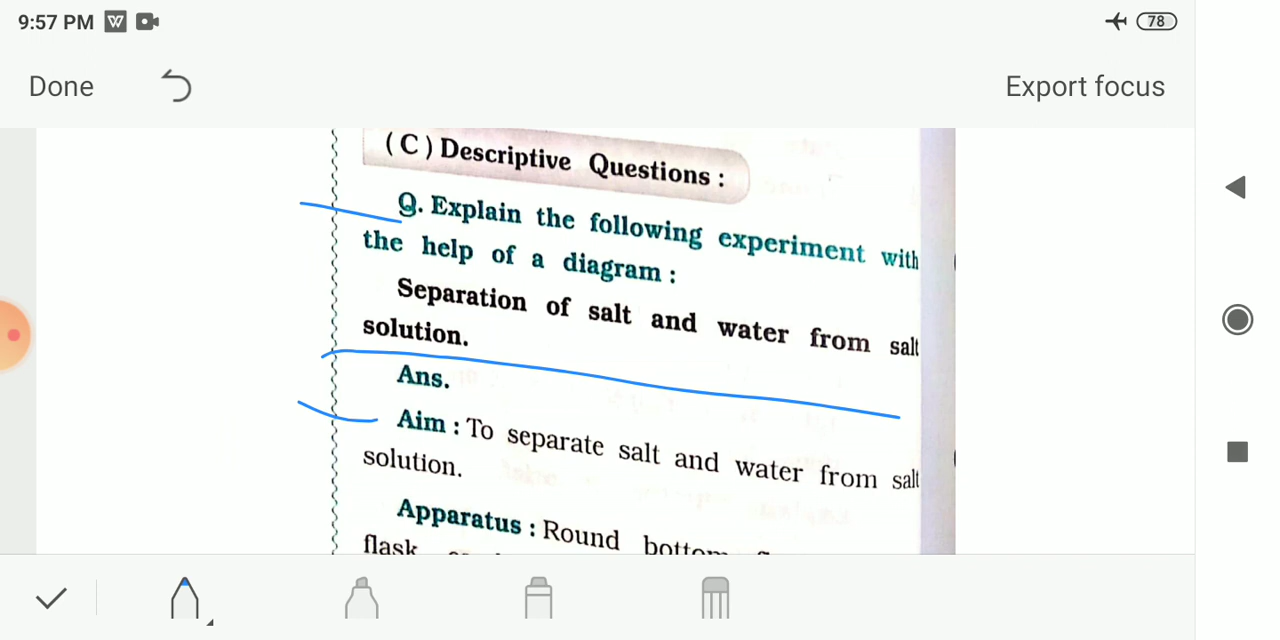 9:57 PM W 78
Done Export focus
(C) Descriptive Questions :
Q. Explain the following experiment with
the help of a diagram :
Separation of salt and water from salt
solution.
Ans.
Aim : To separate salt and water from salt
solution.
Apparatus : Round bottom
flask